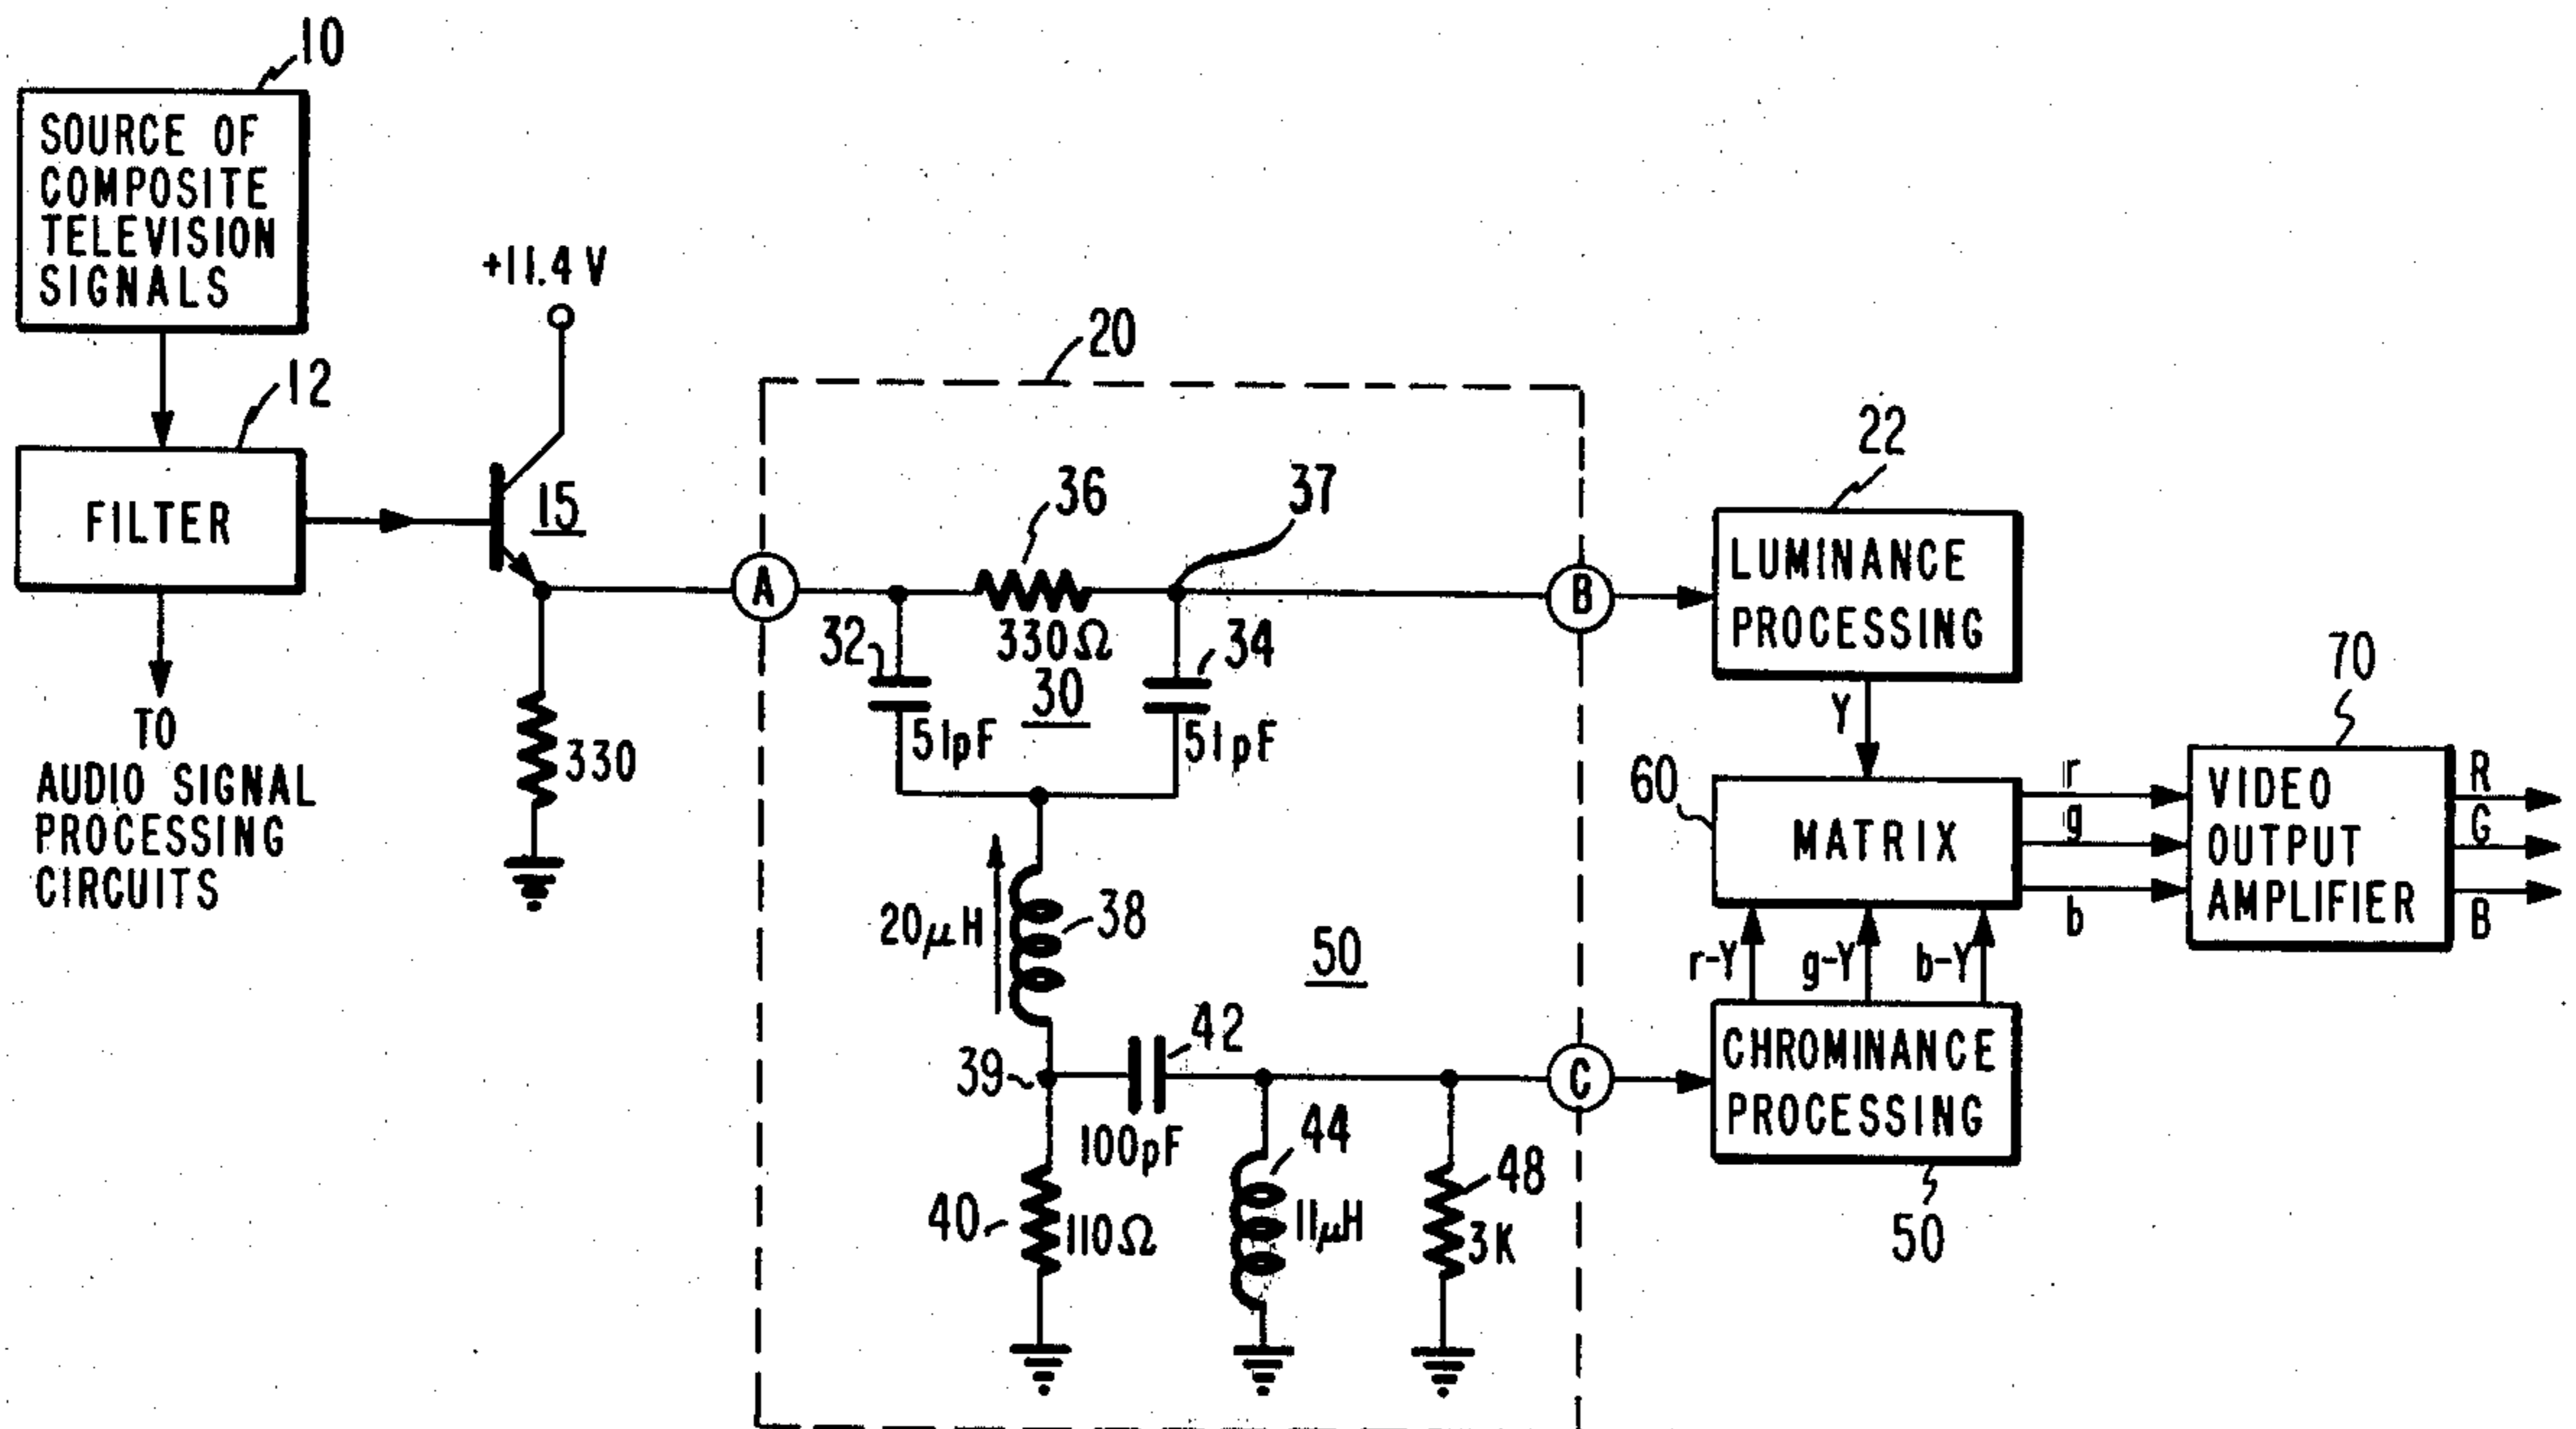 10
SOURCE OF
COMPOSITE
TELEVISION
SIGNALS
12
FILTER
TO
AUDIO SIGNAL
PROCESSING
CIRCUITS
+11.4 V
15
330
20
A
36
330Ω
37
32
51pF
30
34
51pF
B
20μH
38
50
39
42
100pF
40
110Ω
44
11μH
48
3K
C
22
LUMINANCE
PROCESSING
Y
60
MATRIX
r
g
b
70
VIDEO
OUTPUT
AMPLIFIER
R
G
B
r-Y
g-Y
b-Y
CHROMINANCE
PROCESSING
50